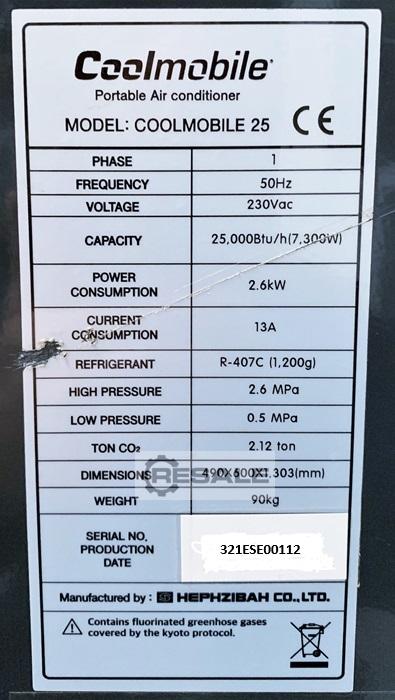 Coolmobile
Portable Air conditioner
MODEL: COOLMOBILE 25 CE
PHASE 1
FREQUENCY 50Hz
VOLTAGE 230Vac
CAPACITY 25,000Btu/h(7,300W)
POWER CONSUMPTION 2.6kW
CURRENT CONSUMPTION 13A
REFRIGERANT R-407C (1,200g)
HIGH PRESSURE 2.6 MPa
LOW PRESSURE 0.5 MPa
TON CO₂ 2.12 ton
DIMENSIONS 490X500X1,303(mm)
RESALE
WEIGHT 90kg
SERIAL NO.
PRODUCTION
DATE
321ESE00112
Manufactured by : HEPHZIBAH CO., LTD.
Contains fluorinated greenhose gases
covered by the kyoto protocol.